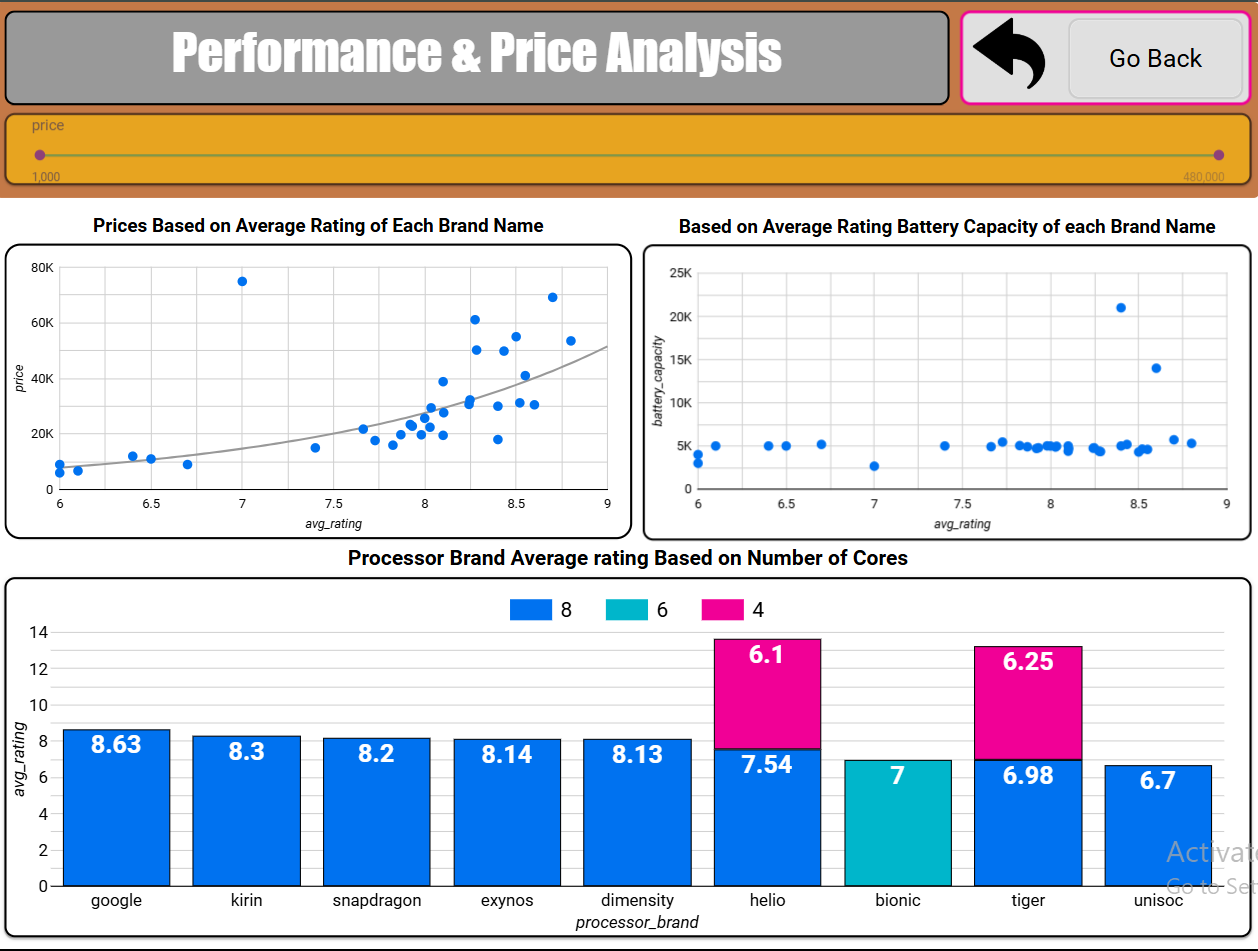 Performance & Price Analysis
Go Back
price
1,000
480,000
Prices Based on Average Rating of Each Brand Name
80K
60K
40K
20K
0
price
6 6.5 7 7.5 8 8.5 9
avg_rating
Based on Average Rating Battery Capacity of each Brand Name
25K
20K
15K
10K
5K
0
battery_capacity
6 6.5 7 7.5 8 8.5 9
avg_rating
Processor Brand Average rating Based on Number of Cores
8 6 4
14
12
10
8
6
4
2
0
avg_rating
8.63 8.3 8.2 8.14 8.13 6.1 7.54 7 6.25 6.98 6.7
google kirin snapdragon exynos dimensity helio bionic tiger unisoc
processor_brand
Activat
Go to Set